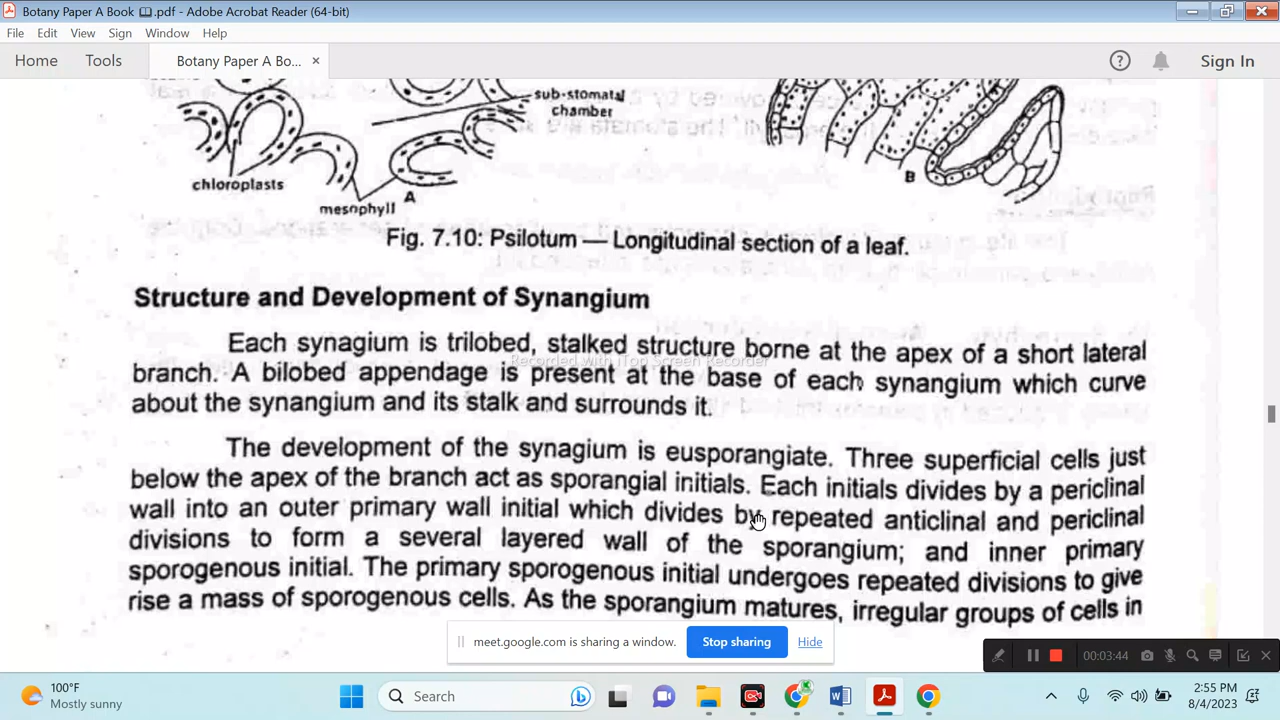 Botany Paper A Book .pdf - Adobe Acrobat Reader (64-bit)
File Edit View Sign Window Help
Home Tools Botany Paper A Bo... × ? Sign In
sub-stomatal
chamber
chloroplasts
mesophyll A B
Fig. 7.10: Psilotum — Longitudinal section of a leaf.
Structure and Development of Synangium
Each synagium is trilobed, stalked structure borne at the apex of a short lateral
Recorded with iTop Screen Recorder
branch. A bilobed appendage is present at the base of each synangium which curve
about the synangium and its stalk and surrounds it.
The development of the synagium is eusporangiate. Three superficial cells just
below the apex of the branch act as sporangial initials. Each initials divides by a periclinal
wall into an outer primary wall initial which divides by repeated anticlinal and periclinal
divisions to form a several layered wall of the sporangium; and inner primary
sporogenous initial. The primary sporogenous initial undergoes repeated divisions to give
rise a mass of sporogenous cells. As the sporangium matures, irregular groups of cells in
meet.google.com is sharing a window. Stop sharing Hide
00:03:44
100°F
Mostly sunny
Search
2:55 PM
8/4/2023